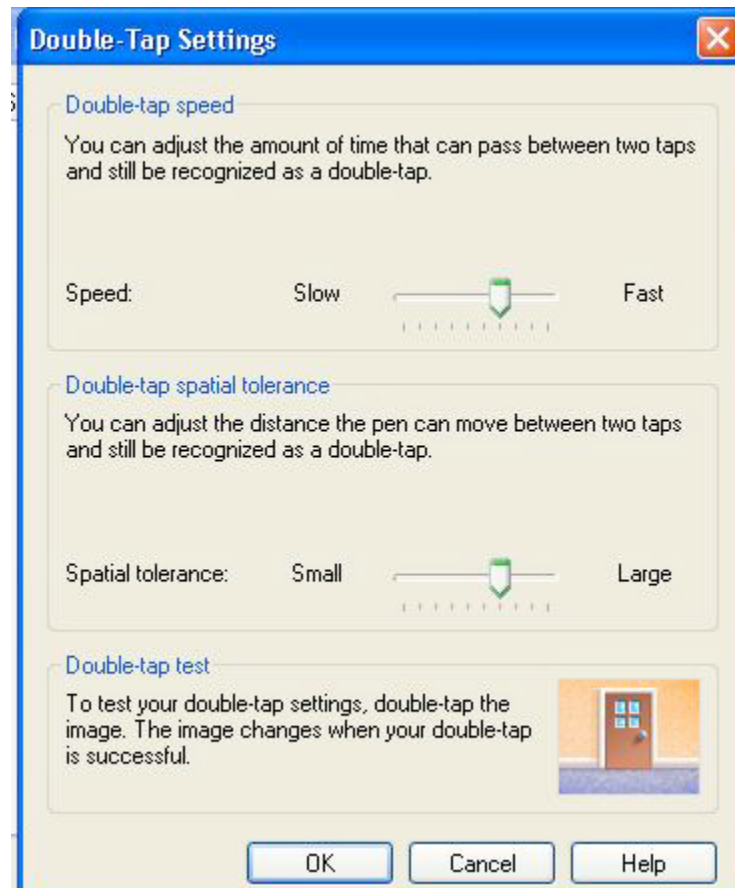 Double-Tap Settings
Double-tap speed
You can adjust the amount of time that can pass between two taps
and still be recognized as a double-tap.
Speed: Slow Fast
Double-tap spatial tolerance
You can adjust the distance the pen can move between two taps
and still be recognized as a double-tap.
Spatial tolerance: Small Large
Double-tap test
To test your double-tap settings, double-tap the
image. The image changes when your double-tap
is successful.
OK Cancel Help